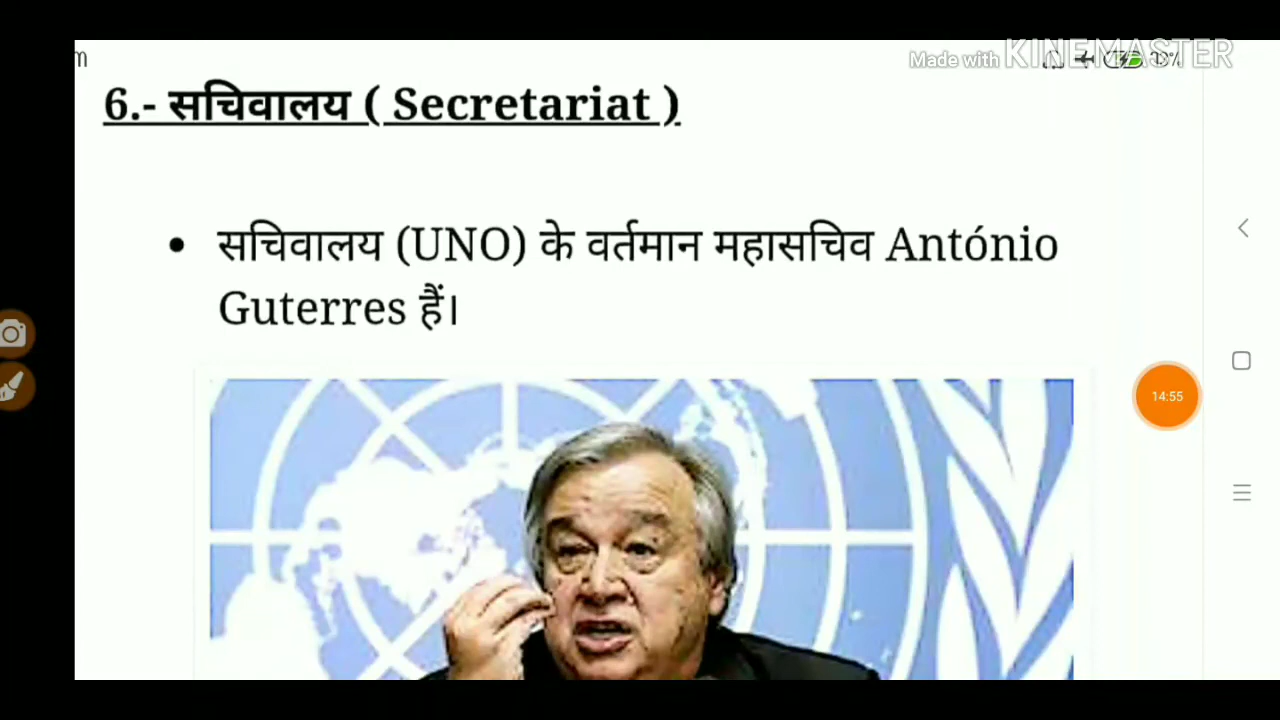 m
Made with KINEMASTER
6.- सचिवालय ( Secretariat )
सचिवालय (UNO) के वर्तमान महासचिव António
Guterres हैं।
14:55